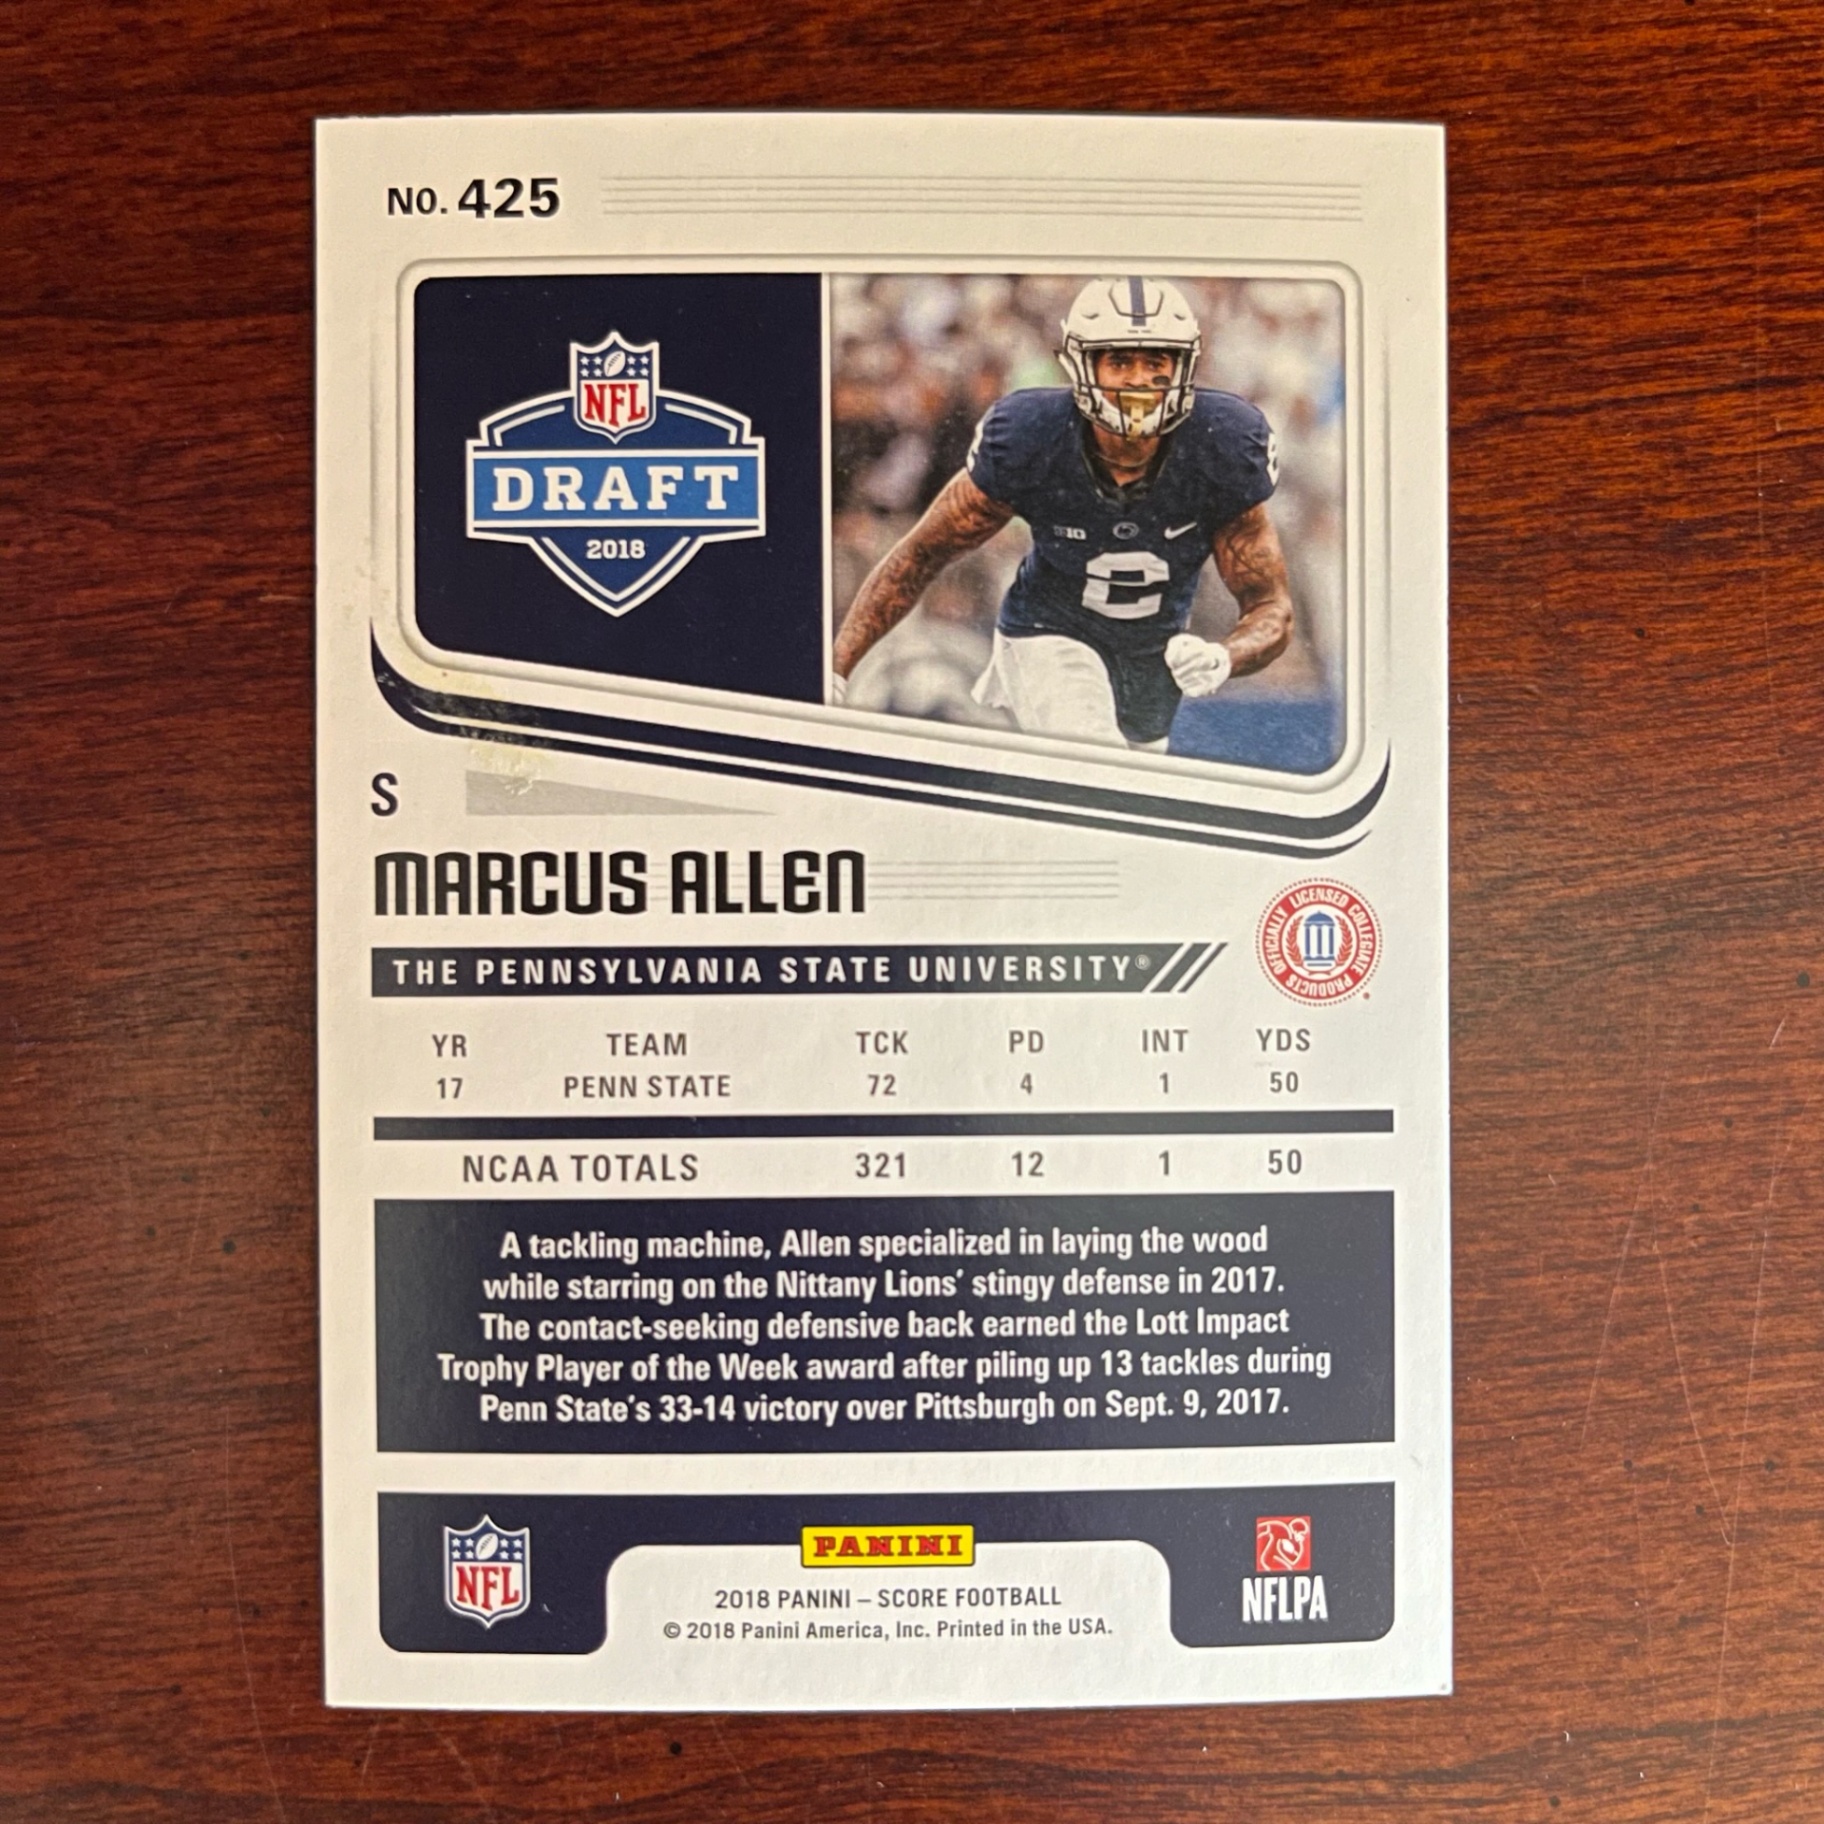 NO. 425
NFL
DRAFT
2018
B1G
2
S
MARCUS ALLEN
THE PENNSYLVANIA STATE UNIVERSITY®
OFFICIALLY LICENSED COLLEGIATE PRODUCTS
YR TEAM TCK PD INT YDS
17 PENN STATE 72 4 1 50
NCAA TOTALS 321 12 1 50
A tackling machine, Allen specialized in laying the wood
while starring on the Nittany Lions' stingy defense in 2017.
The contact-seeking defensive back earned the Lott Impact
Trophy Player of the Week award after piling up 13 tackles during
Penn State's 33-14 victory over Pittsburgh on Sept. 9, 2017.
NFL
PANINI
NFLPA
2018 PANINI – SCORE FOOTBALL
© 2018 Panini America, Inc. Printed in the USA.